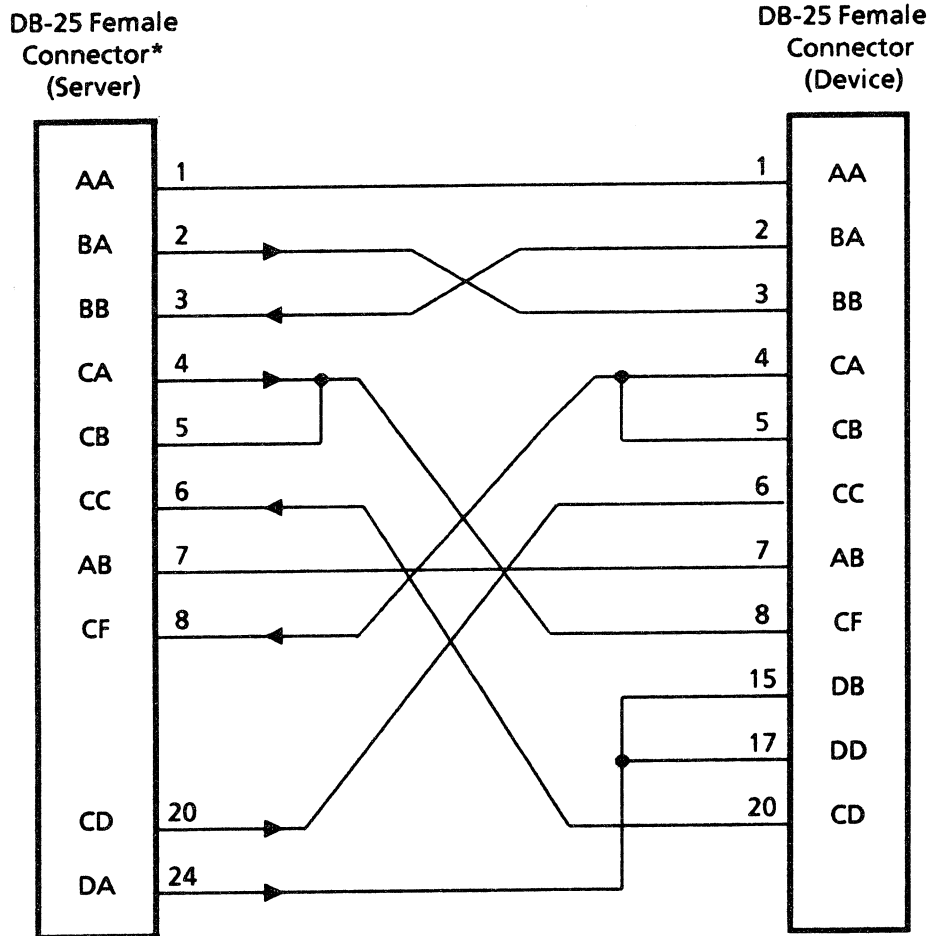 DB-25 Female
Connector*
(Server)
DB-25 Female
Connector
(Device)
AA 1 1 AA
BA 2 2 BA
BB 3 3 BB
CA 4 4 CA
CB 5 5 CB
CC 6 6 CC
AB 7 7 AB
CF 8 8 CF
15 DB
17 DD
CD 20 20 CD
DA 24